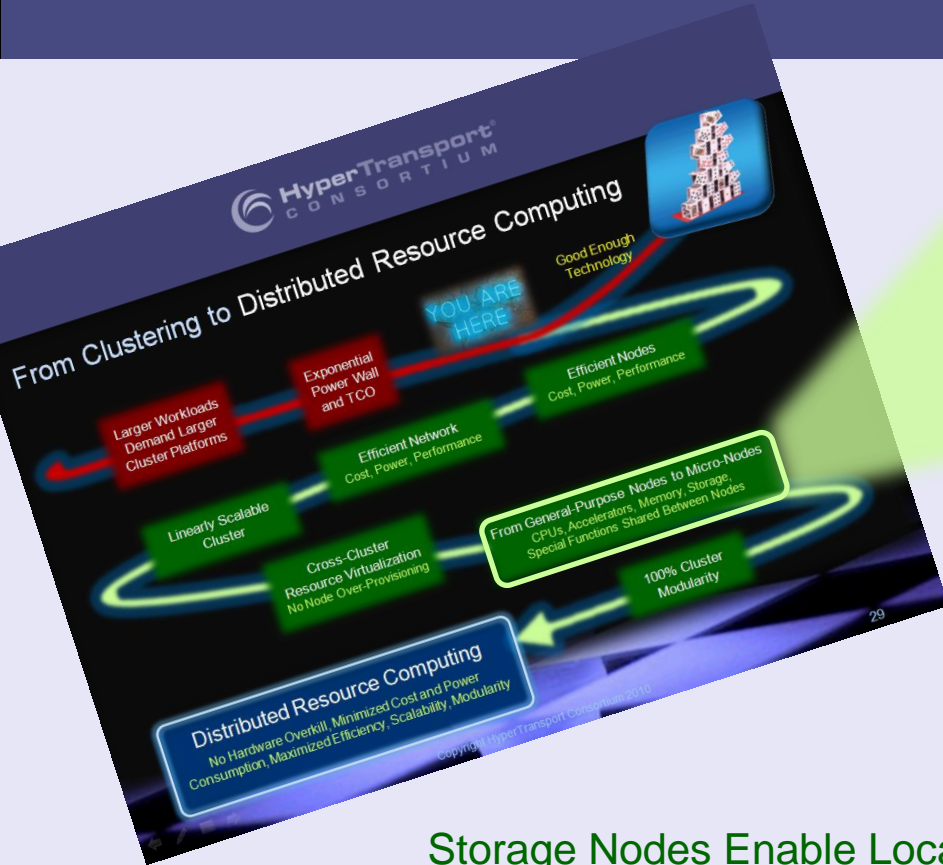 HyperTransport®
CONSORTIUM
From Clustering to Distributed Resource Computing
Good Enough
Technology
YOU ARE
HERE
Efficient Nodes
Cost, Power, Performance
Exponential
Power Wall
and TCO
Larger Workloads
Demand Larger
Cluster Platforms
Efficient Network
Cost, Power, Performance
Linearly Scalable
Cluster
From General-Purpose Nodes to Micro-Nodes
CPUs, Accelerators, Memory, Storage,
Special Functions Shared Between Nodes
Cross-Cluster
Resource Virtualization
No Node Over-Provisioning
100% Cluster
Modularity
29
Distributed Resource Computing
No Hardware Overkill, Minimized Cost and Power
Consumption, Maximized Efficiency, Scalability, Modularity
Copyright HyperTransport Consortium 2010
Storage Nodes Enable Loca